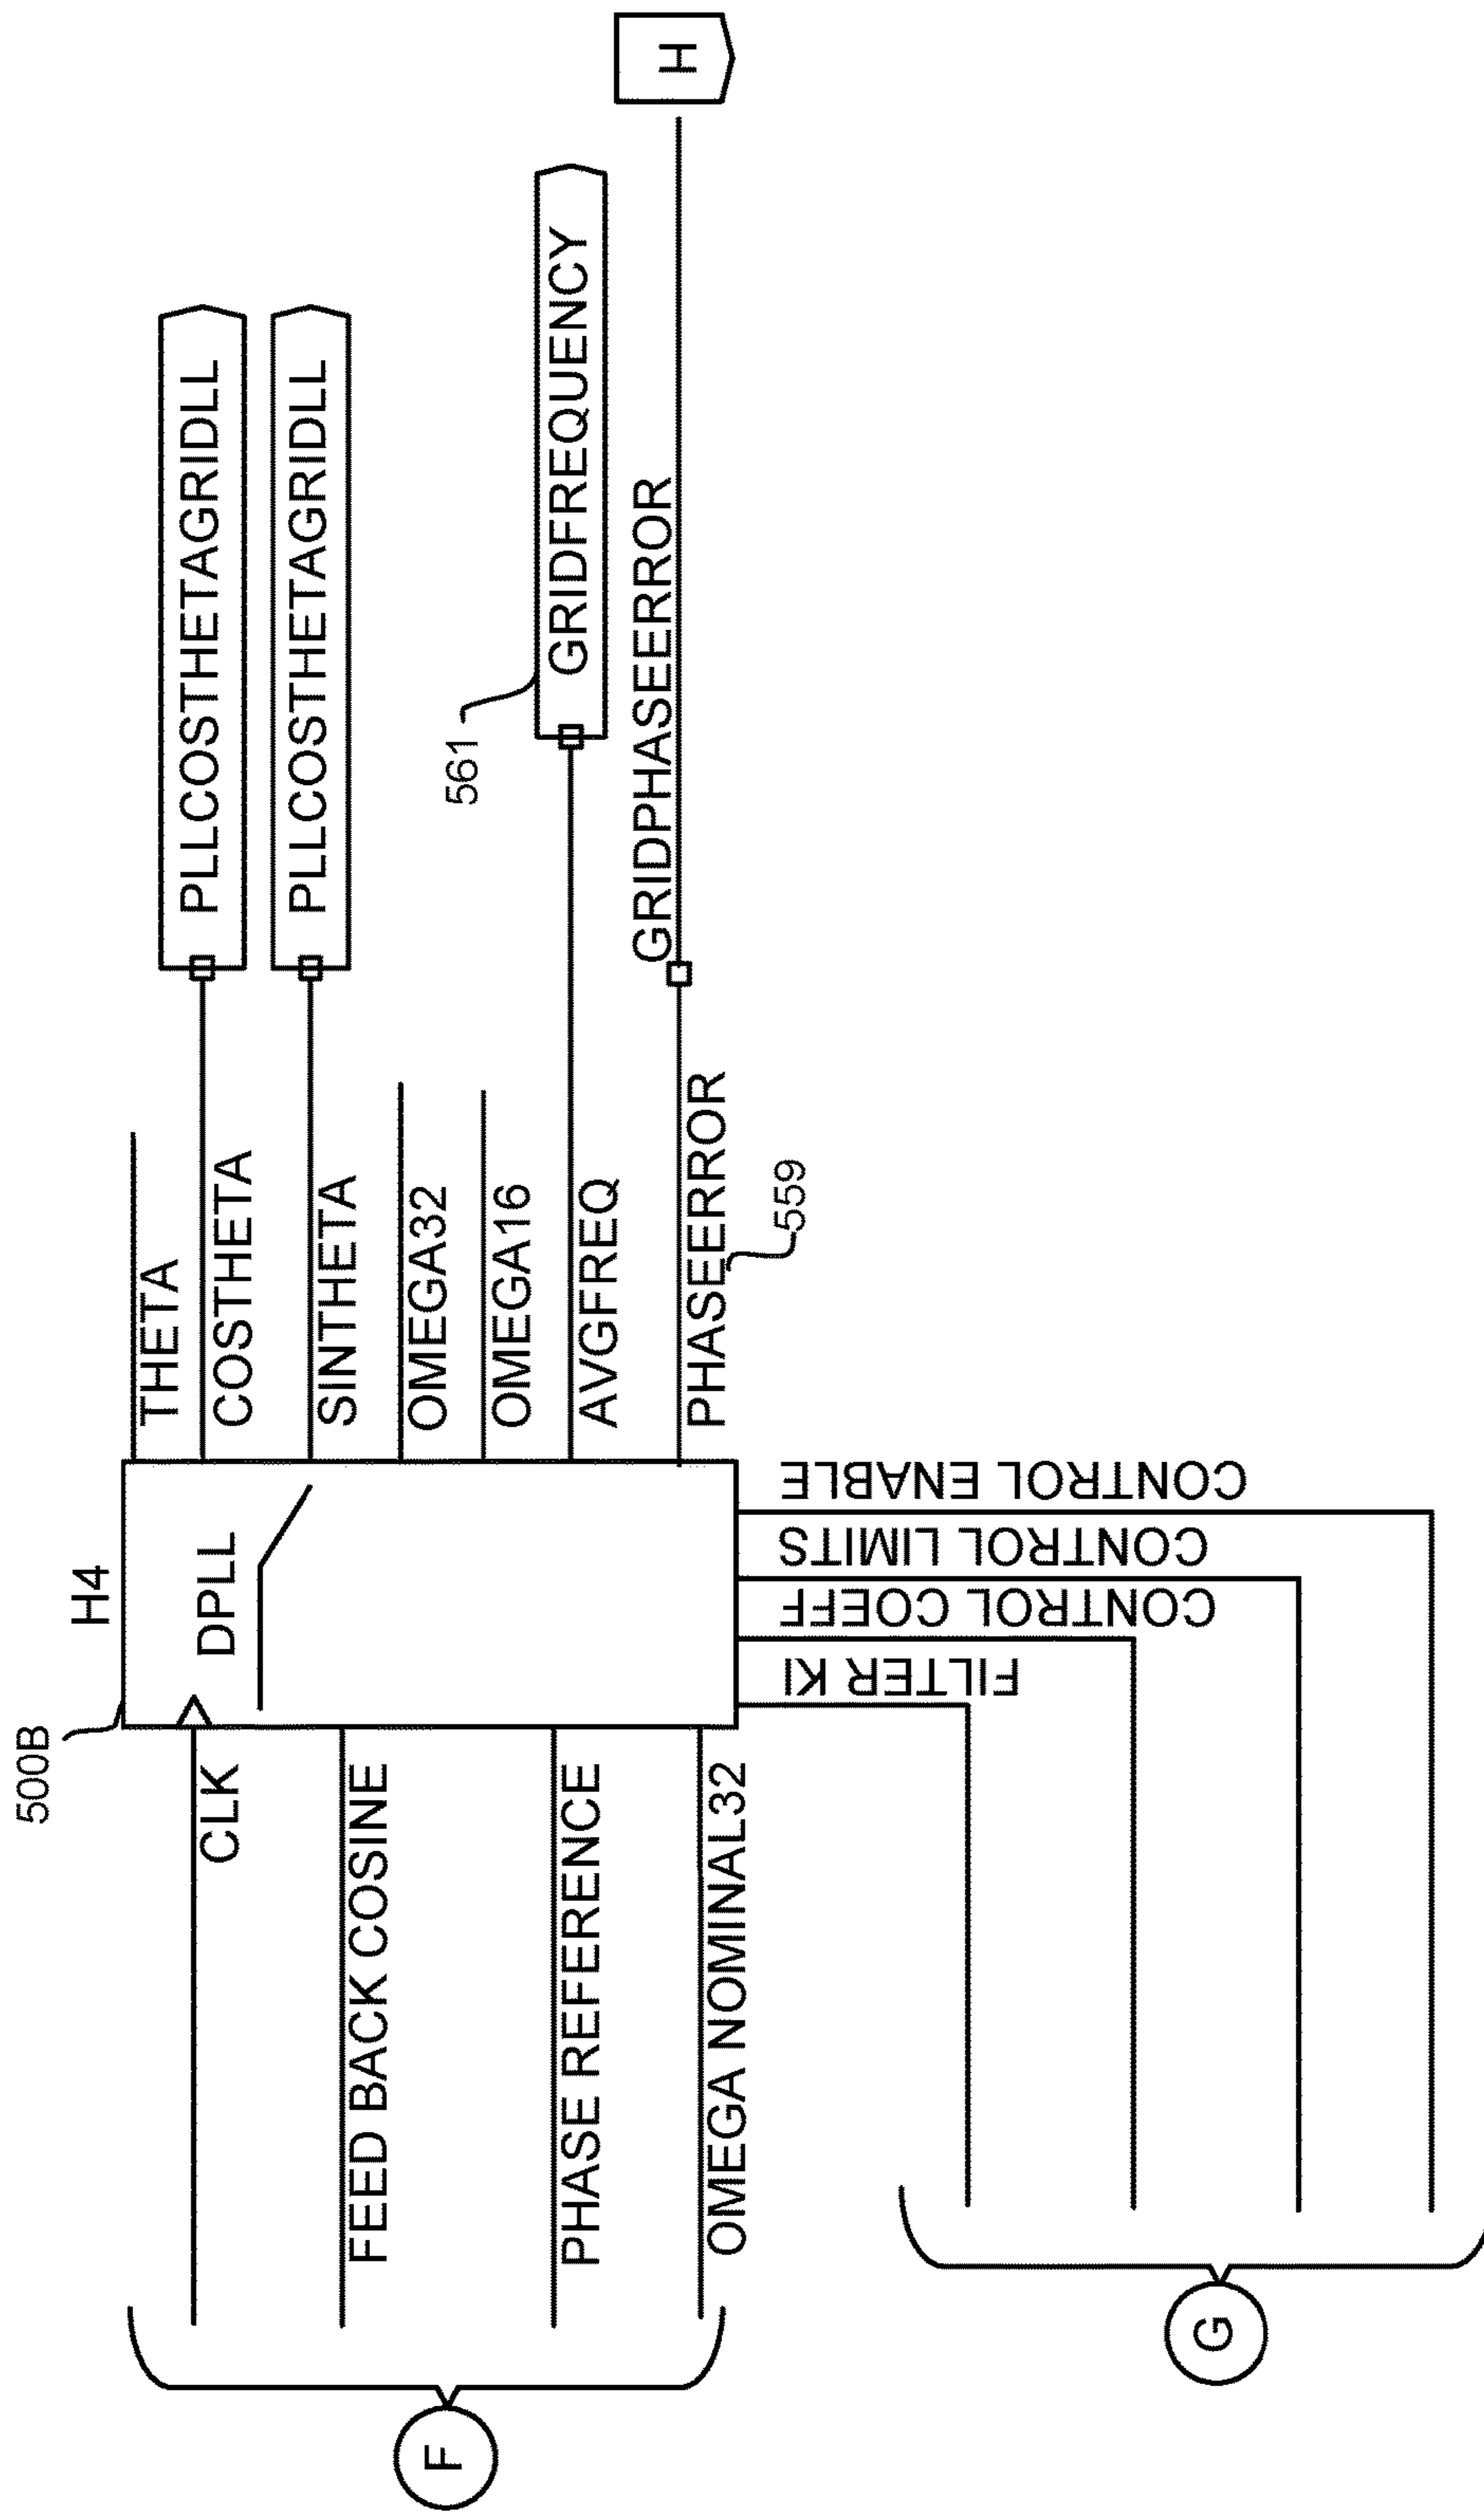 500B
H4
DPLL
CLK
FEED BACK COSINE
PHASE REFERENCE
OMEGA NOMINAL32
F
THETA
COSTHETA
PLLCOSTHETAGRIDLL
SINTHETA
PLLCOSTHETAGRIDLL
OMEGA32
OMEGA16
AVGFREQ
561
GRIDFREQUENCY
PHASEERROR
559
GRIDPHASEERROR
H
FILTER KI
CONTROL COEFF
CONTROL LIMITS
CONTROL ENABLE
G